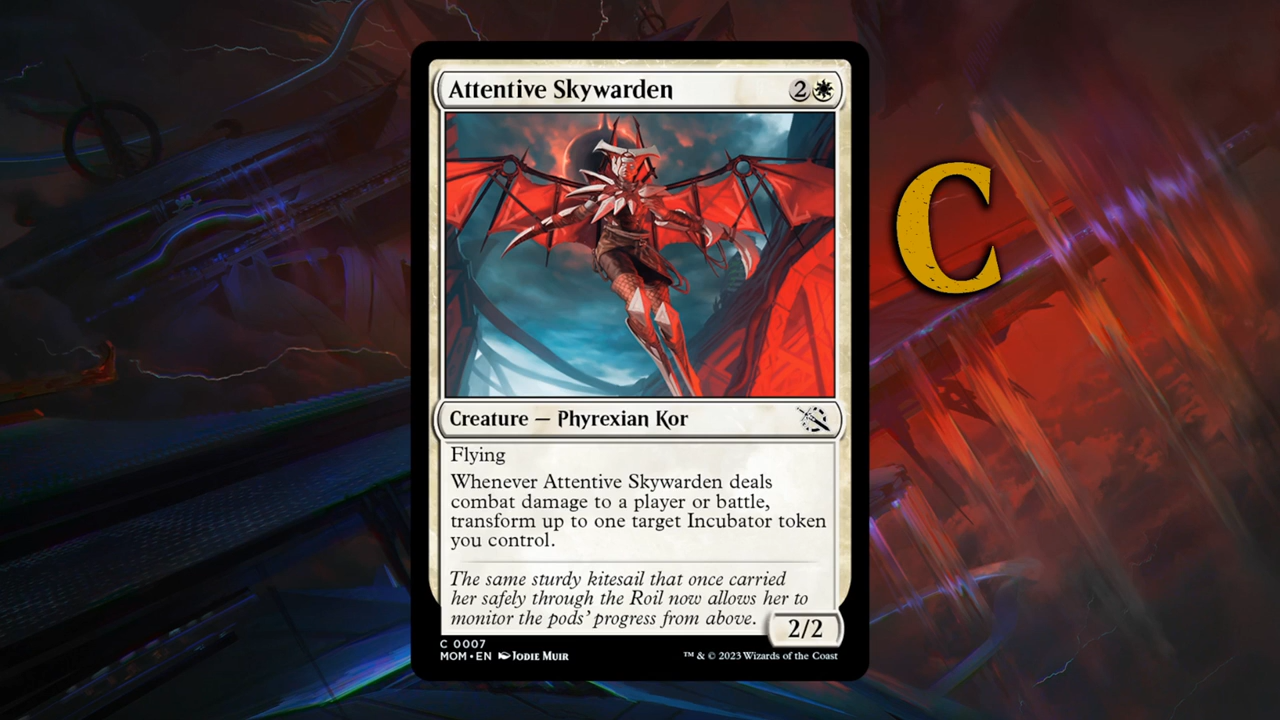 Attentive Skywarden 2
C
Creature — Phyrexian Kor
Flying
Whenever Attentive Skywarden deals
combat damage to a player or battle,
transform up to one target Incubator token
you control.
The same sturdy kitesail that once carried
her safely through the Roil now allows her to
monitor the pods’ progress from above.
2/2
C 0007
MOM • EN Jodie Muir
™ & © 2023 Wizards of the Coast